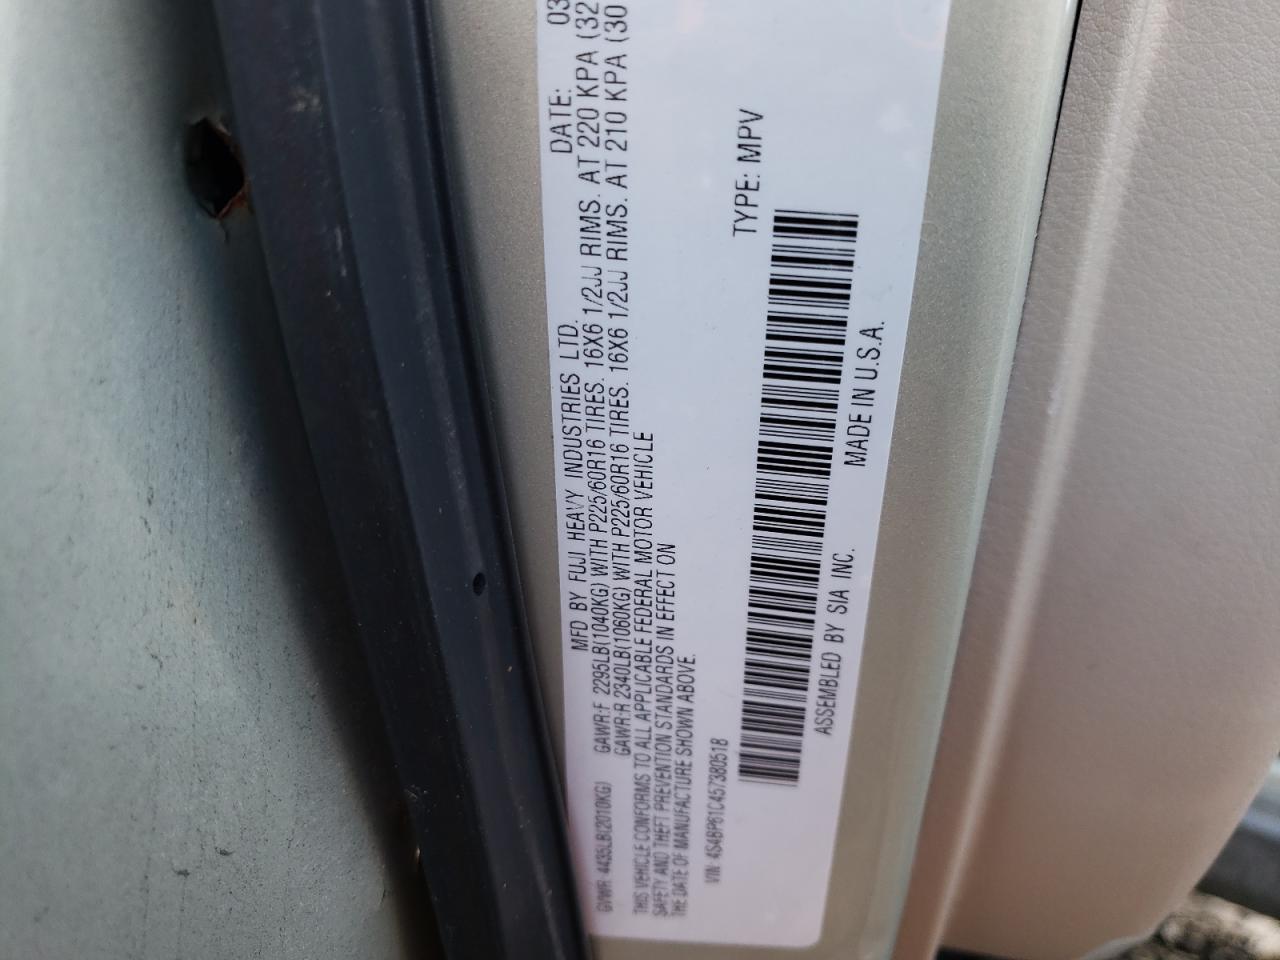 MFD BY FUJI HEAVY INDUSTRIES LTD. DATE: 03
GVWR: 4435LB(2010KG) GAWR:F 2295LB(1040KG) WITH P225/60R16 TIRES. 16X6 1/2JJ RIMS. AT 220 KPA (32
GAWR:R 2340LB(1060KG) WITH P225/60R16 TIRES. 16X6 1/2JJ RIMS. AT 210 KPA (30
THIS VEHICLE CONFORMS TO ALL APPLICABLE FEDERAL MOTOR VEHICLE
SAFETY AND THEFT PREVENTION STANDARDS IN EFFECT ON
THE DATE OF MANUFACTURE SHOWN ABOVE.
VIN: 4S4BP61C457380518 TYPE: MPV
ASSEMBLED BY SIA INC. MADE IN U.S.A.